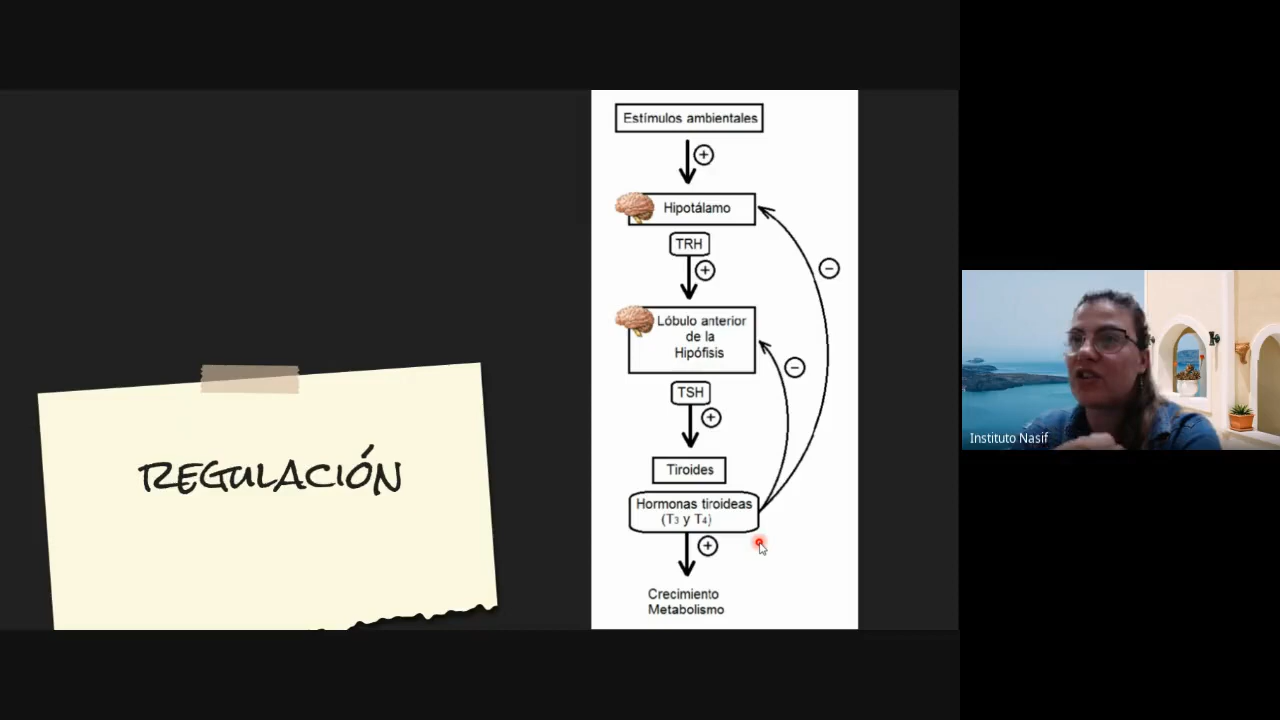 Estímulos ambientales
+
Hipotálamo
TRH
+
−
Lóbulo anterior
de la
Hipófisis
−
TSH
+
Tiroides
Hormonas tiroideas
(T3 y T4)
+
Crecimiento
Metabolismo
REGULACIÓN
Instituto Nasif